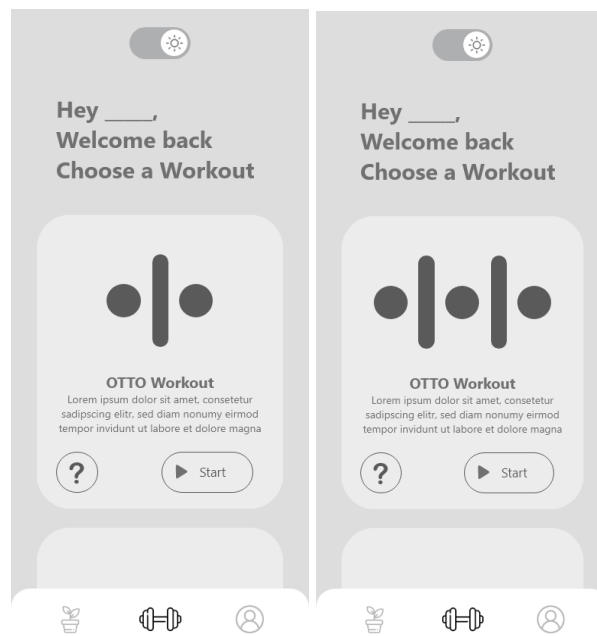 Hey _____,
Welcome back
Choose a Workout
OTTO Workout
Lorem ipsum dolor sit amet, consetetur
sadipscing elitr, sed diam nonumy eirmod
tempor invidunt ut labore et dolore magna
?
Start
Hey _____,
Welcome back
Choose a Workout
OTTO Workout
Lorem ipsum dolor sit amet, consetetur
sadipscing elitr, sed diam nonumy eirmod
tempor invidunt ut labore et dolore magna
?
Start